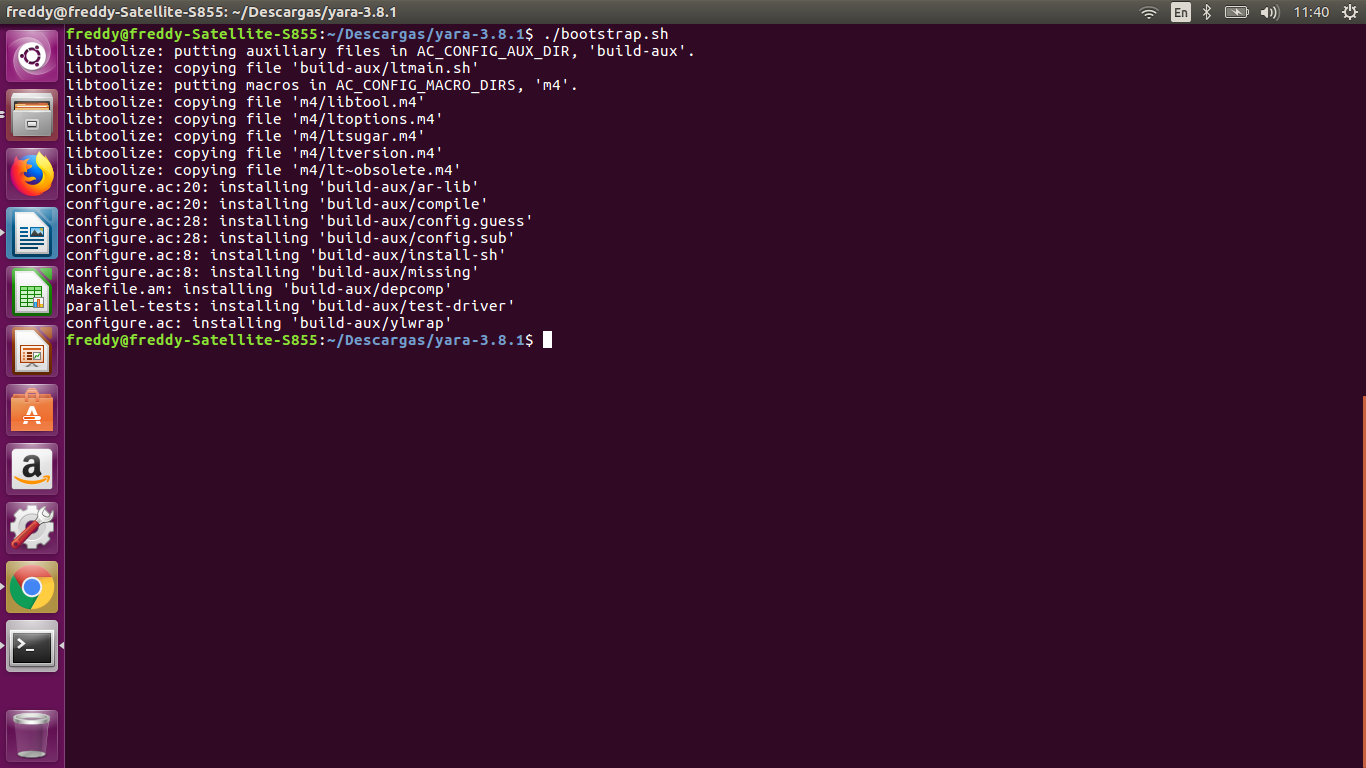 freddy@freddy-Satellite-S855: ~/Descargas/yara-3.8.1
En
11:40
freddy@freddy-Satellite-S855:~/Descargas/yara-3.8.1$ ./bootstrap.sh
libtoolize: putting auxiliary files in AC_CONFIG_AUX_DIR, 'build-aux'.
libtoolize: copying file 'build-aux/ltmain.sh'
libtoolize: putting macros in AC_CONFIG_MACRO_DIRS, 'm4'.
libtoolize: copying file 'm4/libtool.m4'
libtoolize: copying file 'm4/ltoptions.m4'
libtoolize: copying file 'm4/ltsugar.m4'
libtoolize: copying file 'm4/ltversion.m4'
libtoolize: copying file 'm4/lt~obsolete.m4'
configure.ac:20: installing 'build-aux/ar-lib'
configure.ac:20: installing 'build-aux/compile'
configure.ac:28: installing 'build-aux/config.guess'
configure.ac:28: installing 'build-aux/config.sub'
configure.ac:8: installing 'build-aux/install-sh'
configure.ac:8: installing 'build-aux/missing'
Makefile.am: installing 'build-aux/depcomp'
parallel-tests: installing 'build-aux/test-driver'
configure.ac: installing 'build-aux/ylwrap'
freddy@freddy-Satellite-S855:~/Descargas/yara-3.8.1$